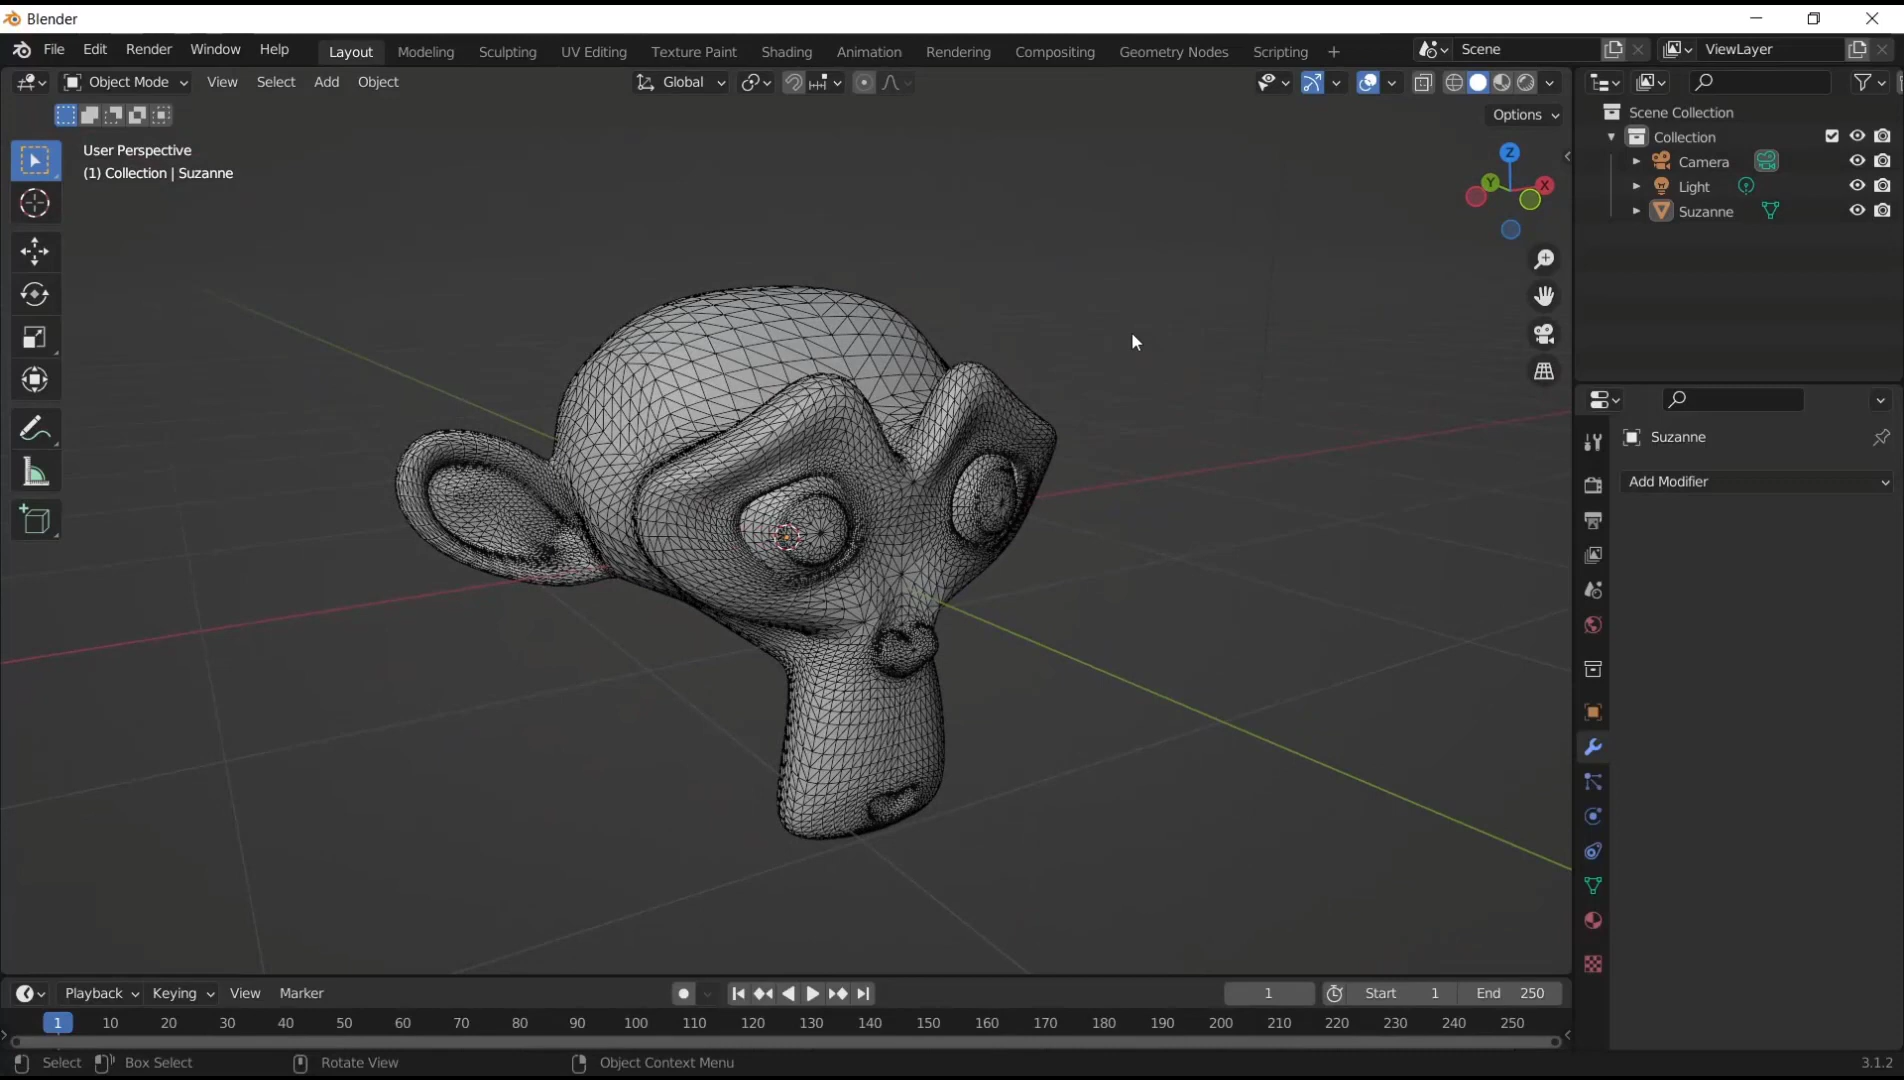 Blender
File Edit Render Window Help Layout Modeling Sculpting UV Editing Texture Paint Shading Animation Rendering Compositing Geometry Nodes Scripting + Scene ViewLayer
Object Mode View Select Add Object Global
Options
User Perspective
(1) Collection | Suzanne
Z
Y
X
Scene Collection
Collection
Camera
Light
Suzanne
Suzanne
Add Modifier
Playback Keying View Marker 1 Start 1 End 250
1 10 20 30 40 50 60 70 80 90 100 110 120 130 140 150 160 170 180 190 200 210 220 230 240 250
Select Box Select Rotate View Object Context Menu 3.1.2